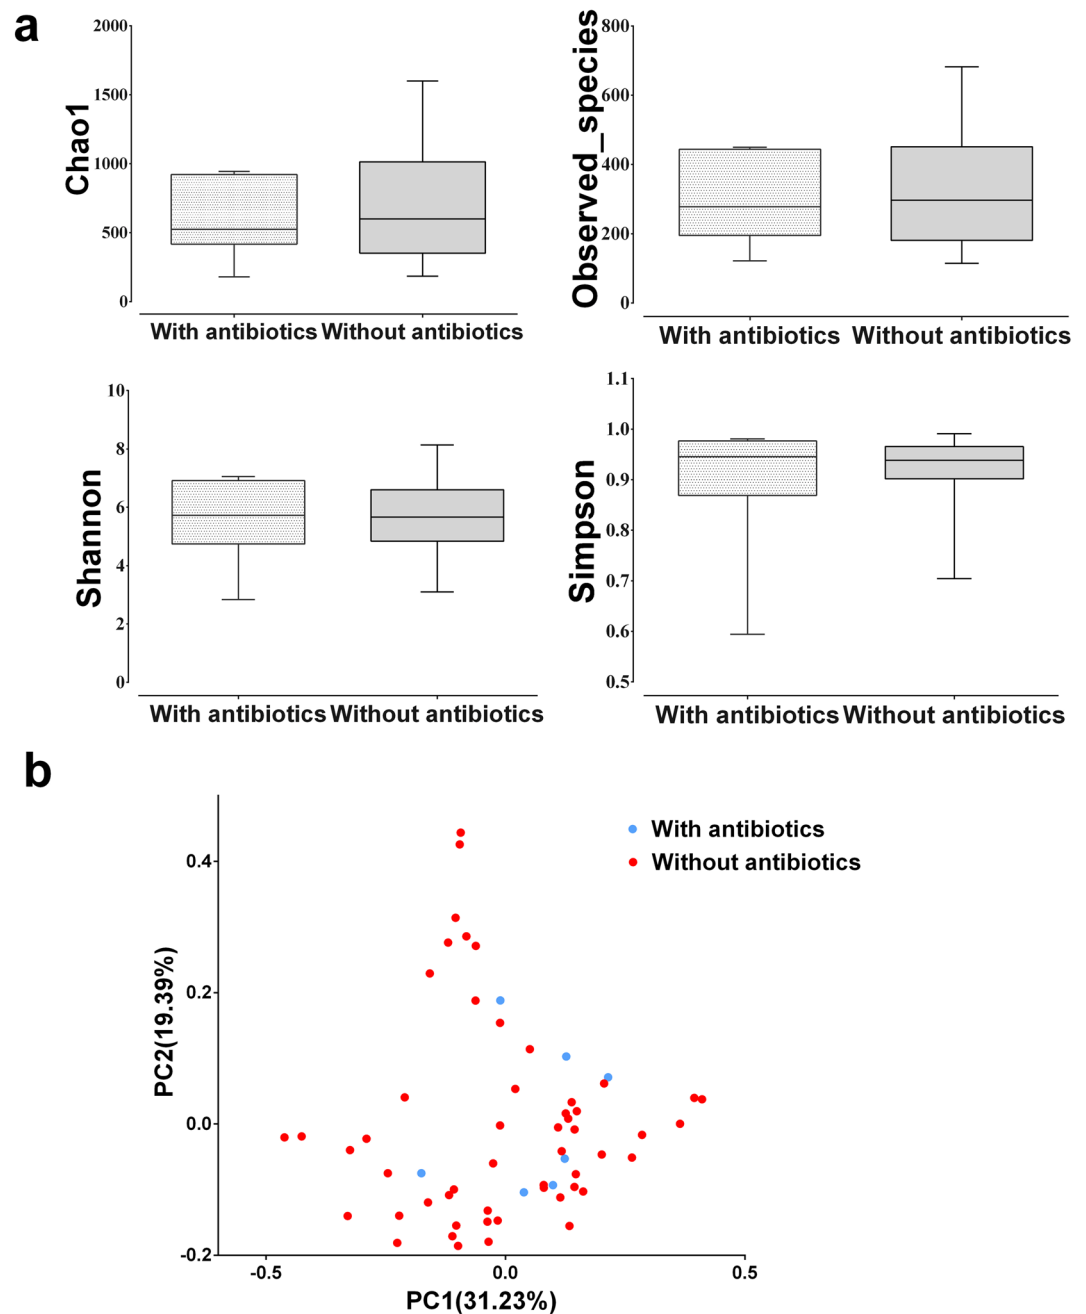 a
2000
1500
1000
500
0
Chao1
With antibiotics Without antibiotics
800
600
400
200
0
Observed_species
With antibiotics Without antibiotics
10
8
6
4
2
0
Shannon
With antibiotics Without antibiotics
1.1
1.0
0.9
0.8
0.7
0.6
0.5
Simpson
With antibiotics Without antibiotics
b
With antibiotics
Without antibiotics
0.4
0.2
0.0
-0.2
PC2(19.39%)
-0.5 0.0 0.5
PC1(31.23%)